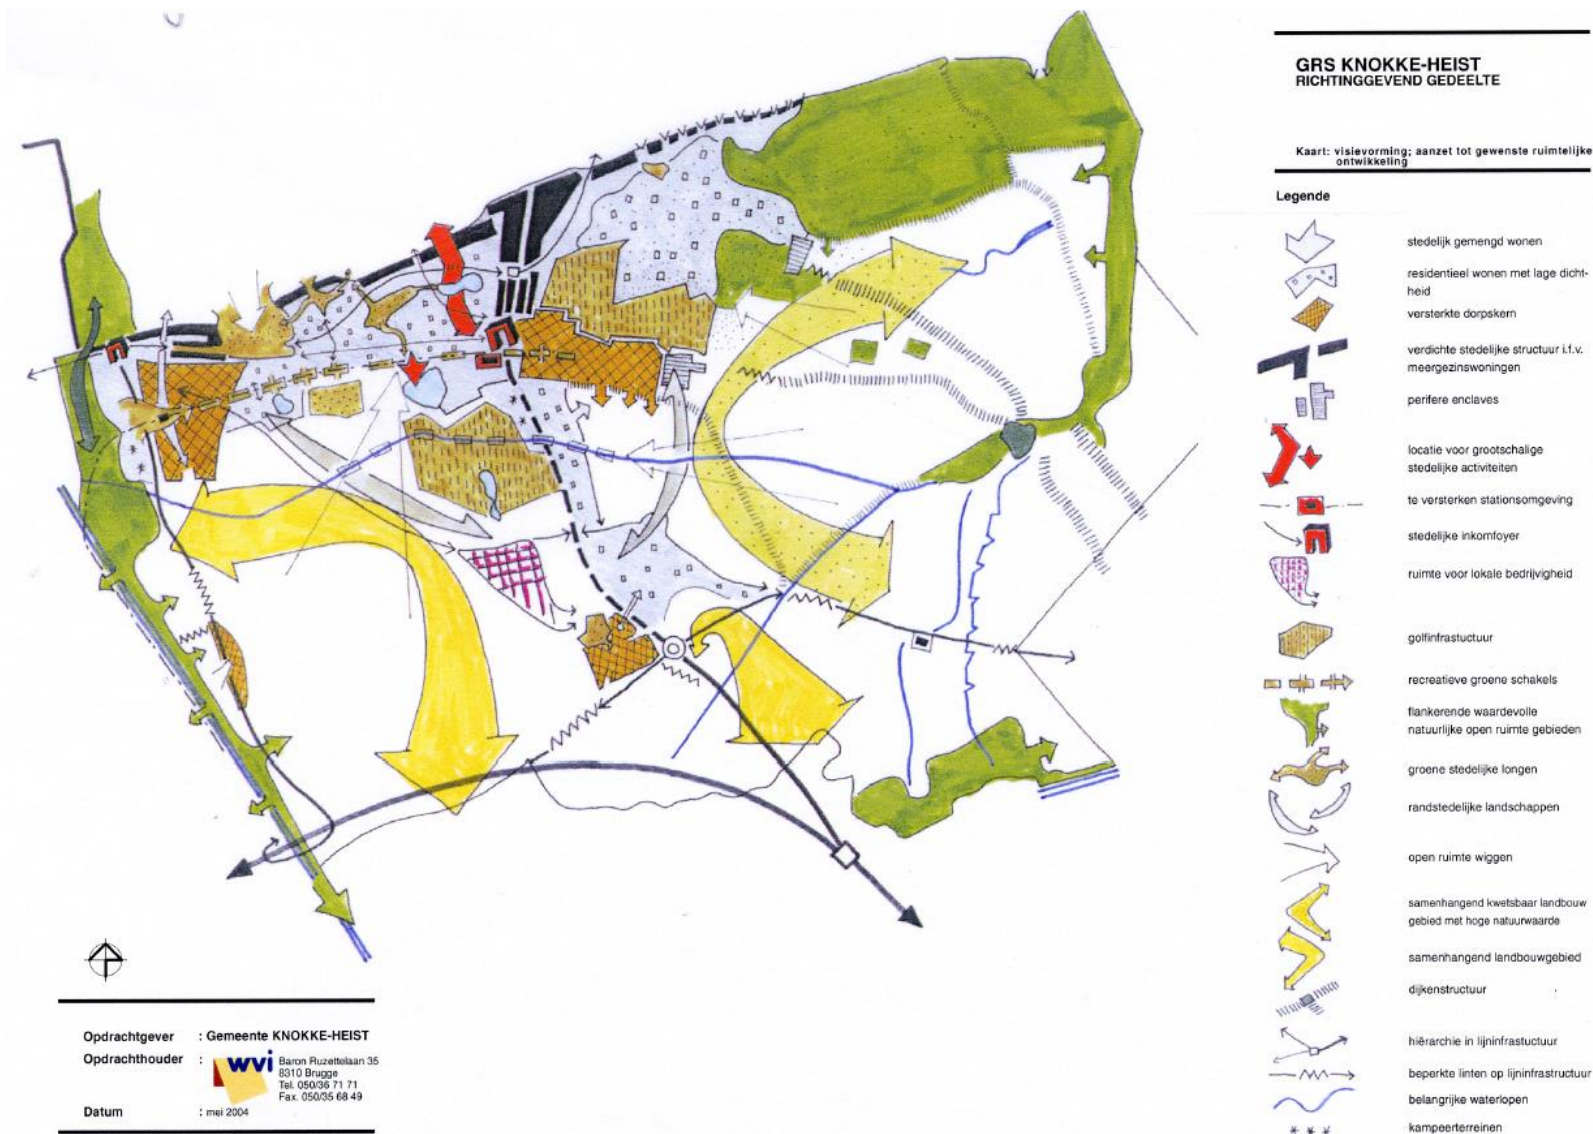 GRS KNOKKE-HEIST
RICHTINGGEVEND GEDEELTE
Kaart: visievorming; aanzet tot gewenste ruimtelijke
ontwikkeling
Legende
stedelijk gemengd wonen
residentieel wonen met lage dicht-
heid
versterkte dorpskern
verdichte stedelijke structuur i.f.v.
meergezinswoningen
perifere enclaves
locatie voor grootschalige
stedelijke activiteiten
te versterken stationsomgeving
stedelijke inkomfoyer
ruimte voor lokale bedrijvigheid
golfinfrastuctuur
recreatieve groene schakels
flankerende waardevolle
natuurlijke open ruimte gebieden
groene stedelijke longen
randstedelijke landschappen
open ruimte wiggen
samenhangend kwetsbaar landbouw
gebied met hoge natuurwaarde
samenhangend landbouwgebied
dijkenstructuur
hiërarchie in lijninfrastuctuur
beperkte linten op lijninfrastructuur
belangrijke waterlopen
kampeerterreinen
Opdrachtgever : Gemeente KNOKKE-HEIST
Opdrachthouder :
wvi
Baron Ruzettelaan 35
8310 Brugge
Tel. 050/36 71 71
Fax. 050/35 68 49
Datum : mei 2004